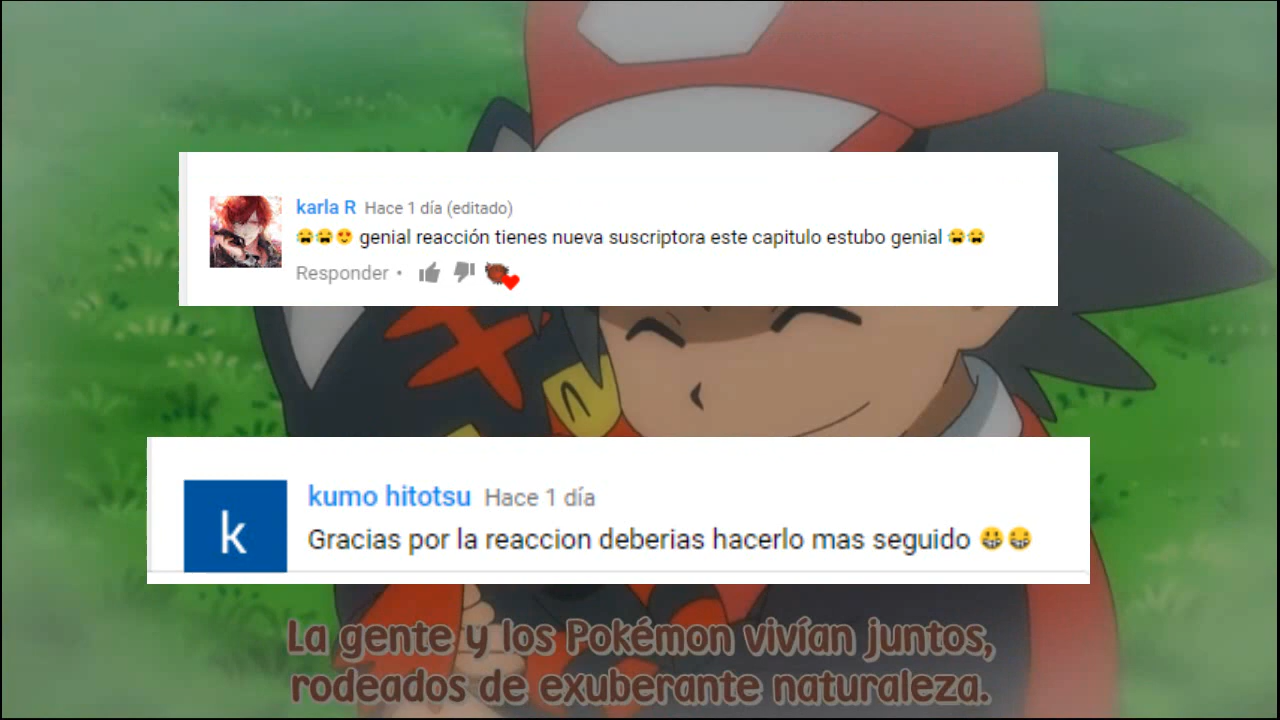 karla R Hace 1 día (editado)
😭😭😍 genial reacción tienes nueva suscriptora este capitulo estubo genial 😭😭
Responder •
k
kumo hitotsu Hace 1 día
Gracias por la reaccion deberias hacerlo mas seguido 😀😂
La gente y los Pokémon vivían juntos,
rodeados de exuberante naturaleza.